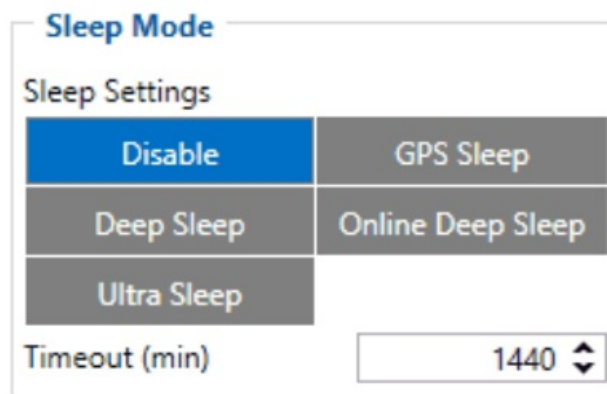 Sleep Mode
Sleep Settings
Disable GPS Sleep
Deep Sleep Online Deep Sleep
Ultra Sleep
Timeout (min) 1440